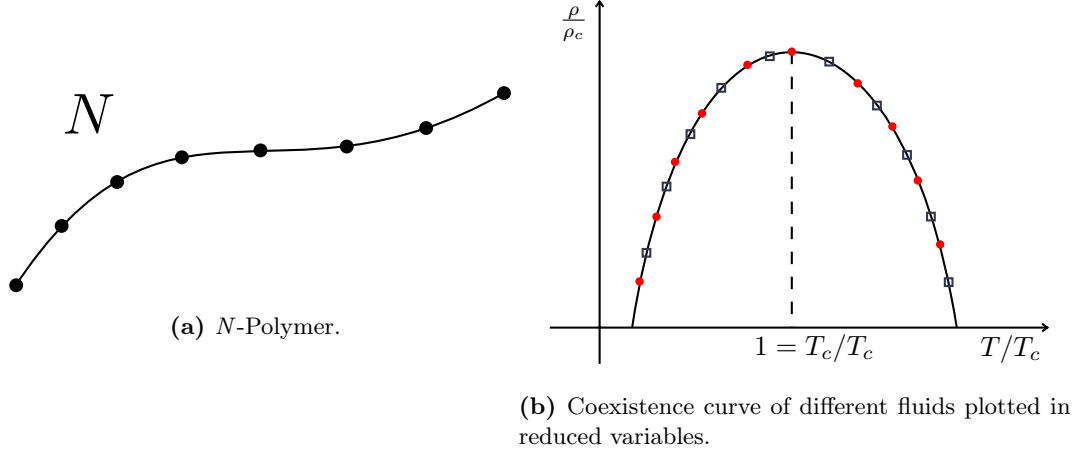 N
(a) N-Polymer.
ρ/ρc
1 = Tc/Tc
T/Tc
(b) Coexistence curve of different fluids plotted in
reduced variables.